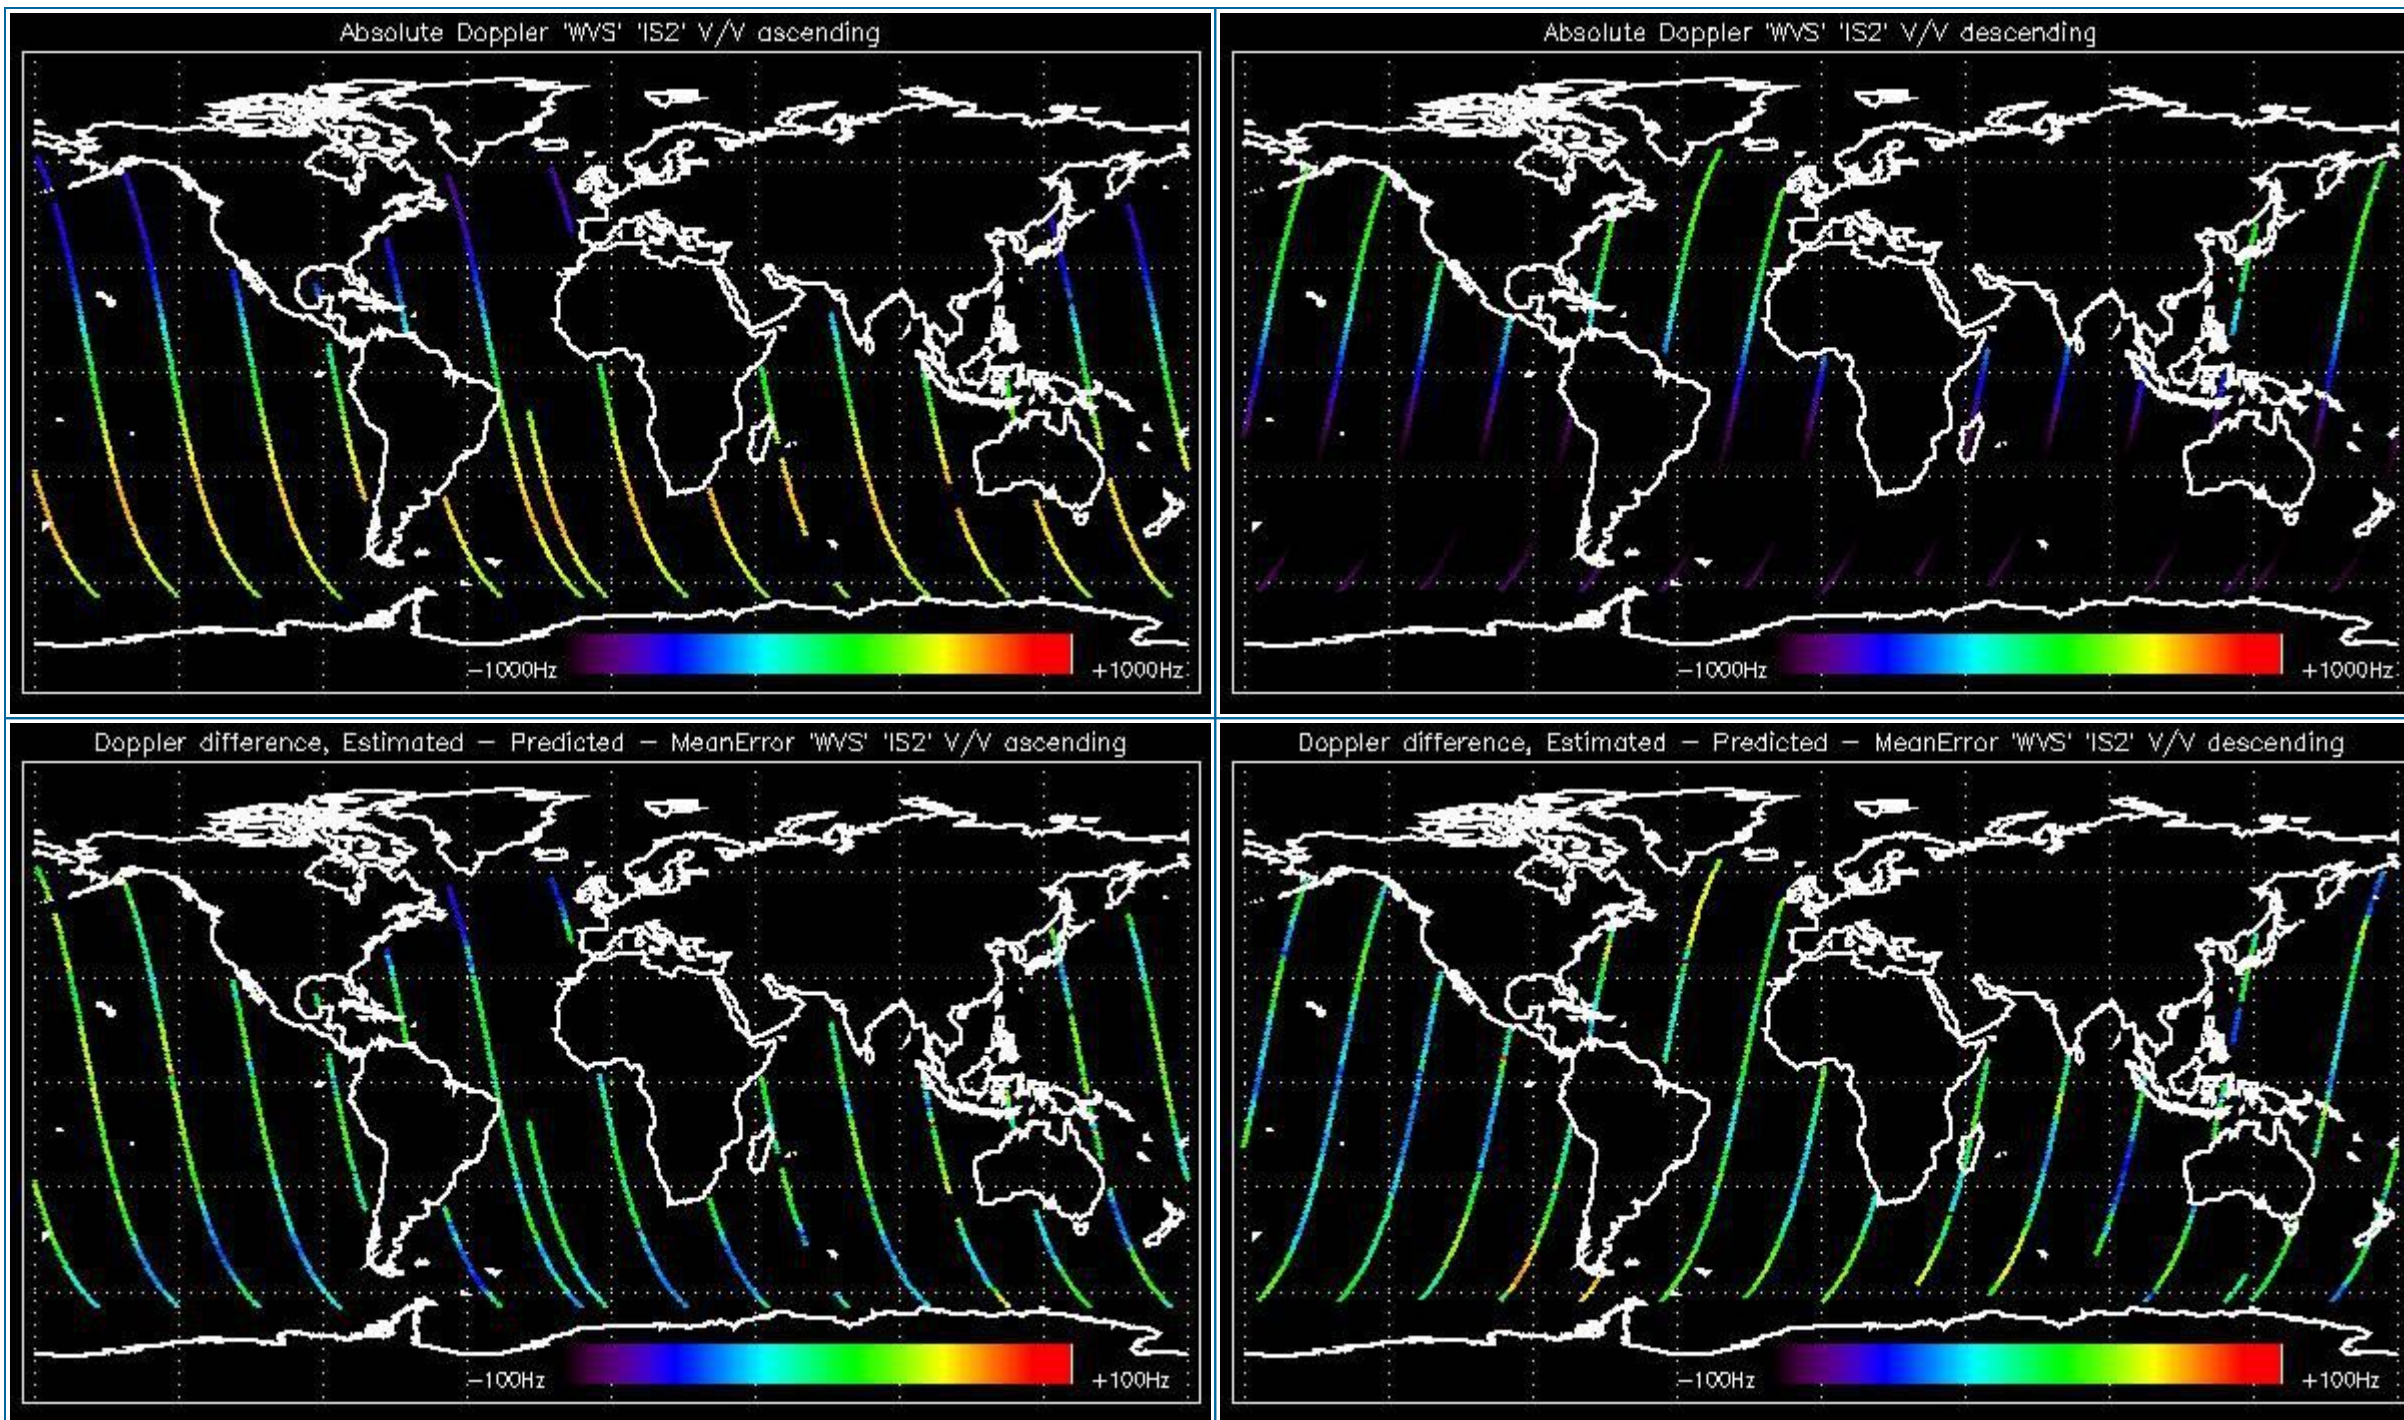 Absolute Doppler 'WVS' 'IS2' V/V ascending
-1000Hz
+1000Hz
Absolute Doppler 'WVS' 'IS2' V/V descending
-1000Hz
+1000Hz
Doppler difference, Estimated - Predicted - MeanError 'WVS' 'IS2' V/V ascending
-100Hz
+100Hz
Doppler difference, Estimated - Predicted - MeanError 'WVS' 'IS2' V/V descending
-100Hz
+100Hz